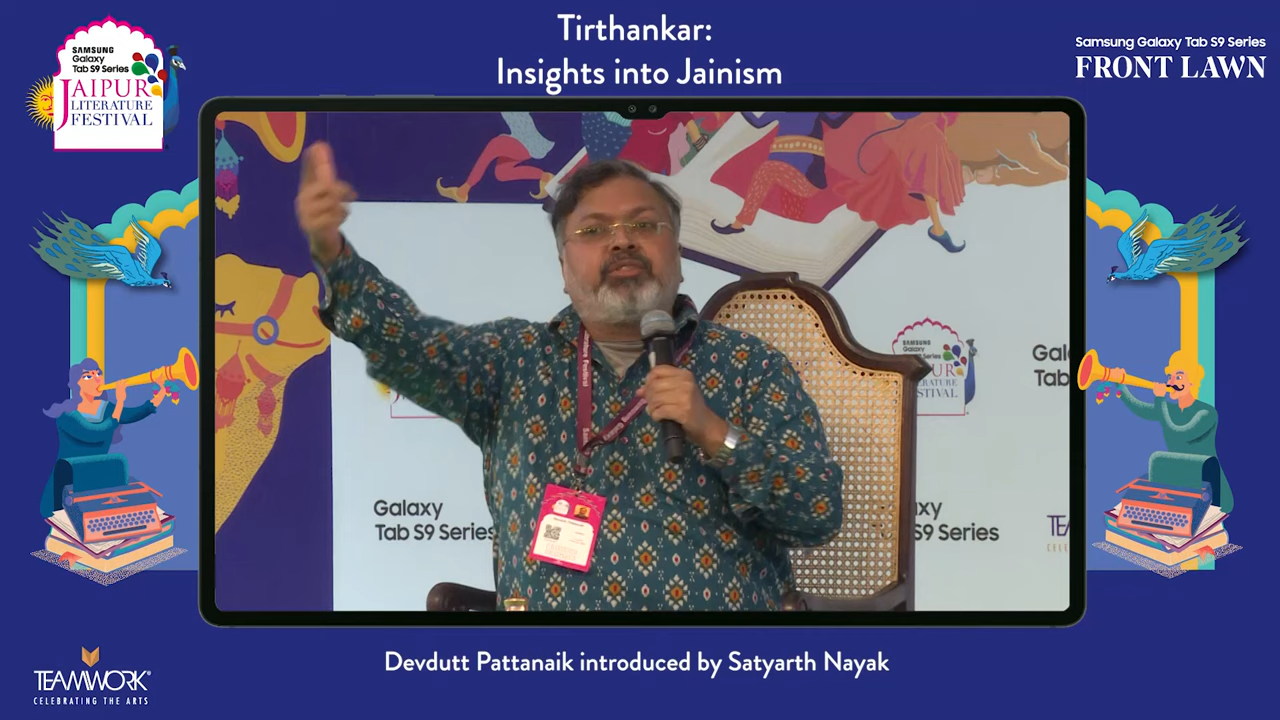 Tirthankar:
Insights into Jainism
SAMSUNG
Galaxy
Tab S9 Series
JAIPUR
LITERATURE
FESTIVAL
Samsung Galaxy Tab S9 Series
FRONT LAWN
SAMSUNG
Galaxy
FESTIVAL
Gal
Tab
Galaxy
Tab S9 Series
S9 Series
Devdutt Pattanaik introduced by Satyarth Nayak
TEAMWORK
CELEBRATING THE ARTS